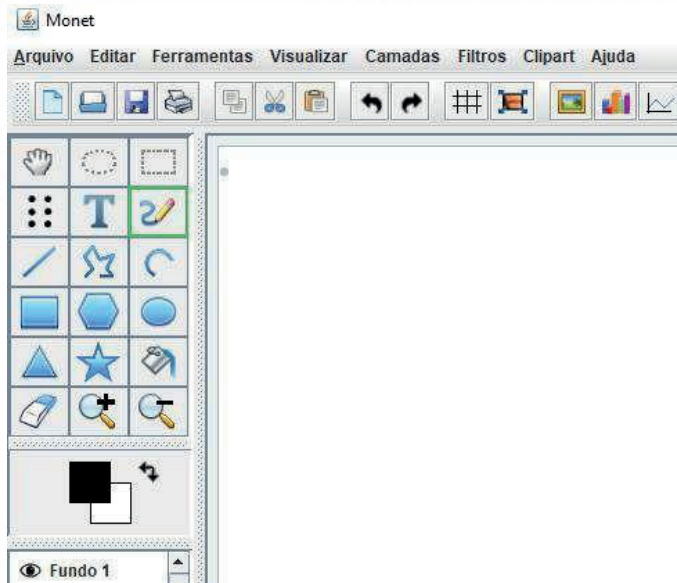 Monet
Arquivo Editar Ferramentas Visualizar Camadas Filtros Clipart Ajuda
T
Fundo 1